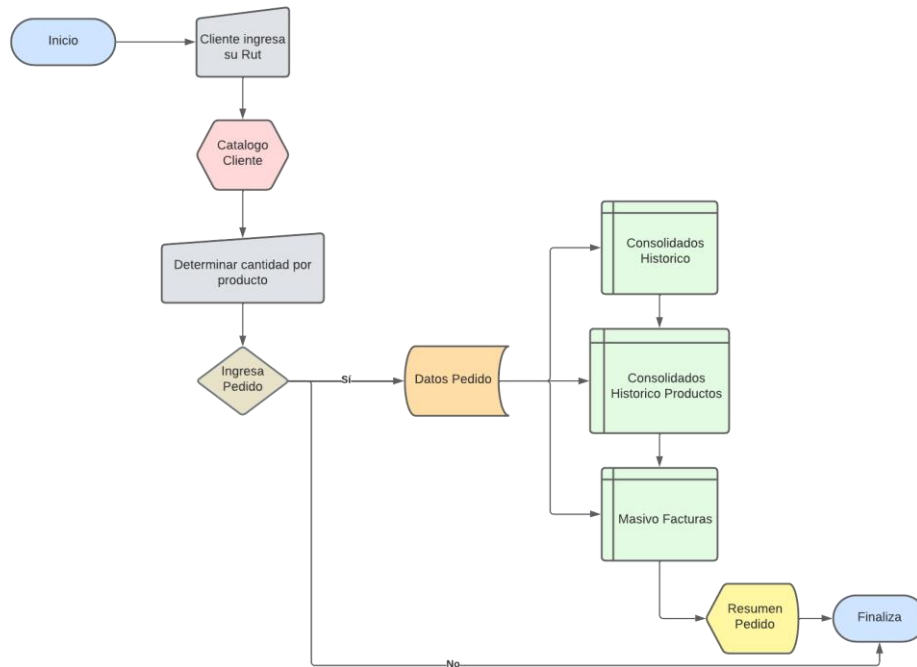 Inicio
Cliente ingresa
su Rut
Catalogo
Cliente
Determinar cantidad por
producto
Ingresa
Pedido
Sí
Datos Pedido
Consolidados
Historico
Consolidados
Historico Productos
Masivo Facturas
Resumen
Pedido
Finaliza
No